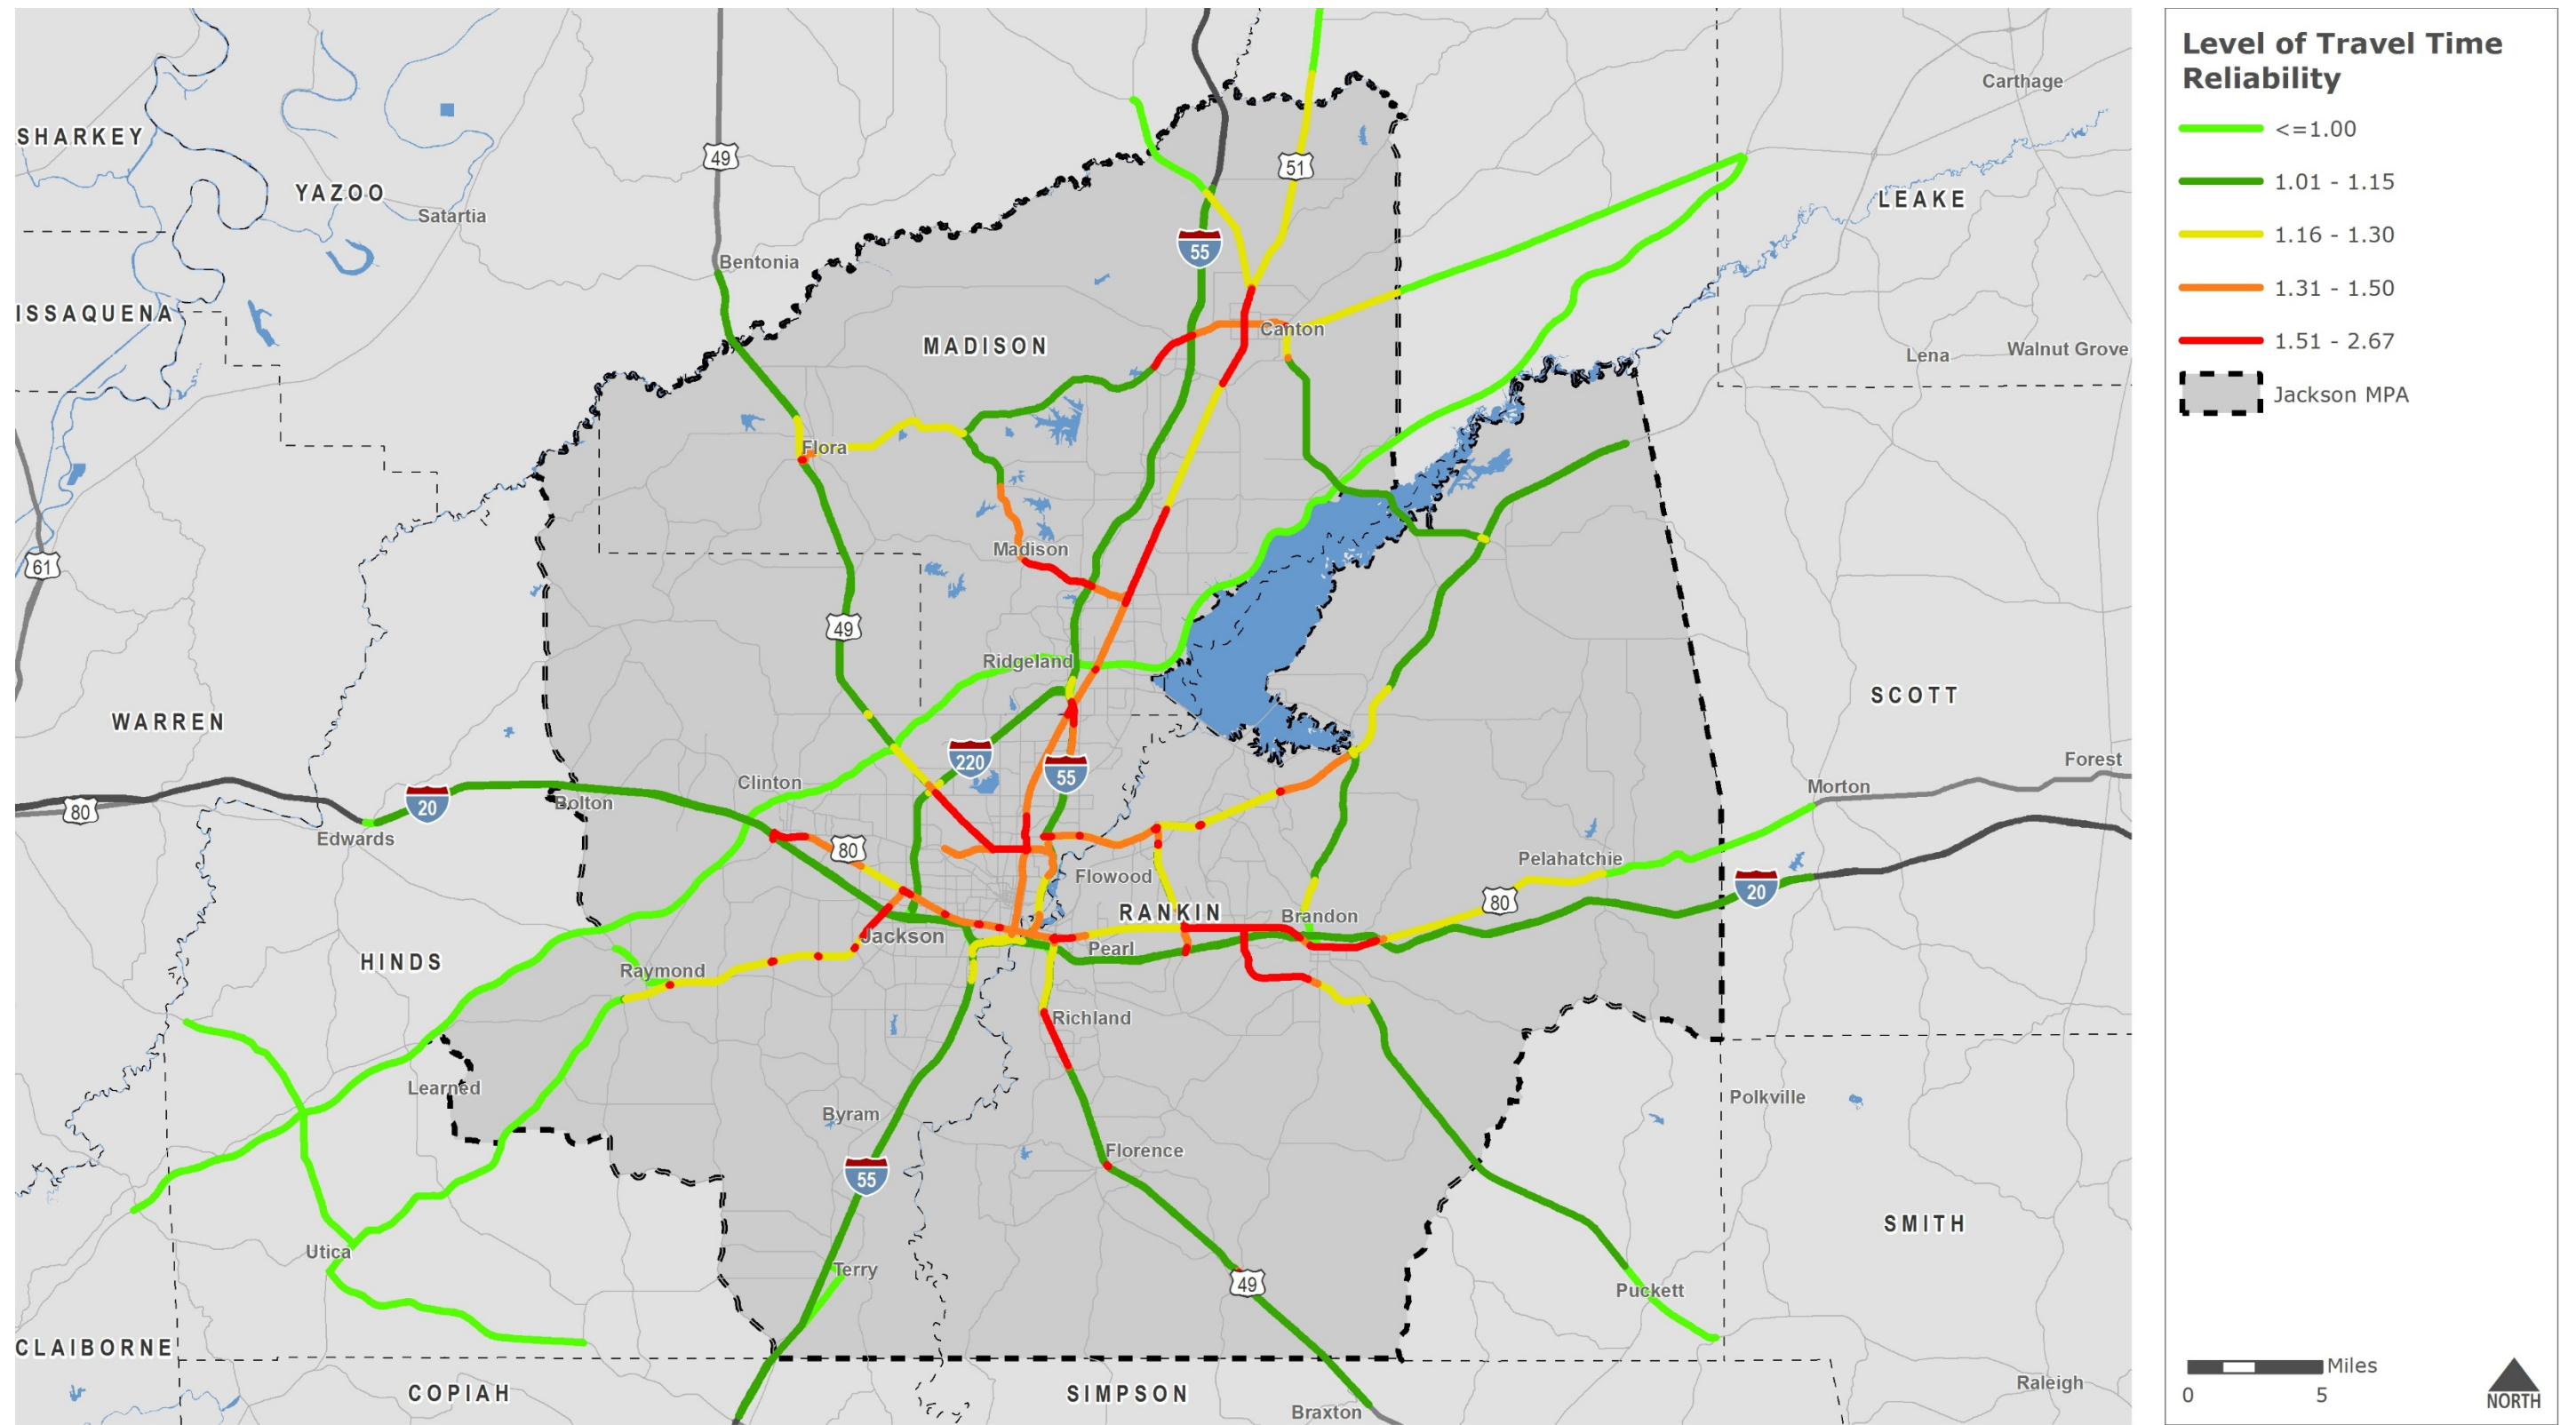 SHARKEY
YAZOO
Satartia
49
Bentonia
55
51
Carthage
LEAKE
ISSAQUENA
MADISON
Canton
Lena
Walnut Grove
Flora
61
Madison
49
Ridgeland
WARREN
SCOTT
80
20
Edwards
Bolton
Clinton
220
55
80
Forest
Morton
Pelahatchie
Flowood
RANKIN
Brandon
80
20
Jackson
Pearl
HINDS
Raymond
Richland
Learned
Byram
Polkville
Florence
55
Utica
Terry
49
Puckett
SMITH
CLAIBORNE
COPIAH
SIMPSON
Braxton
Raleigh
Level of Travel Time
Reliability
<=1.00
1.01 - 1.15
1.16 - 1.30
1.31 - 1.50
1.51 - 2.67
Jackson MPA
Miles
0 5
NORTH